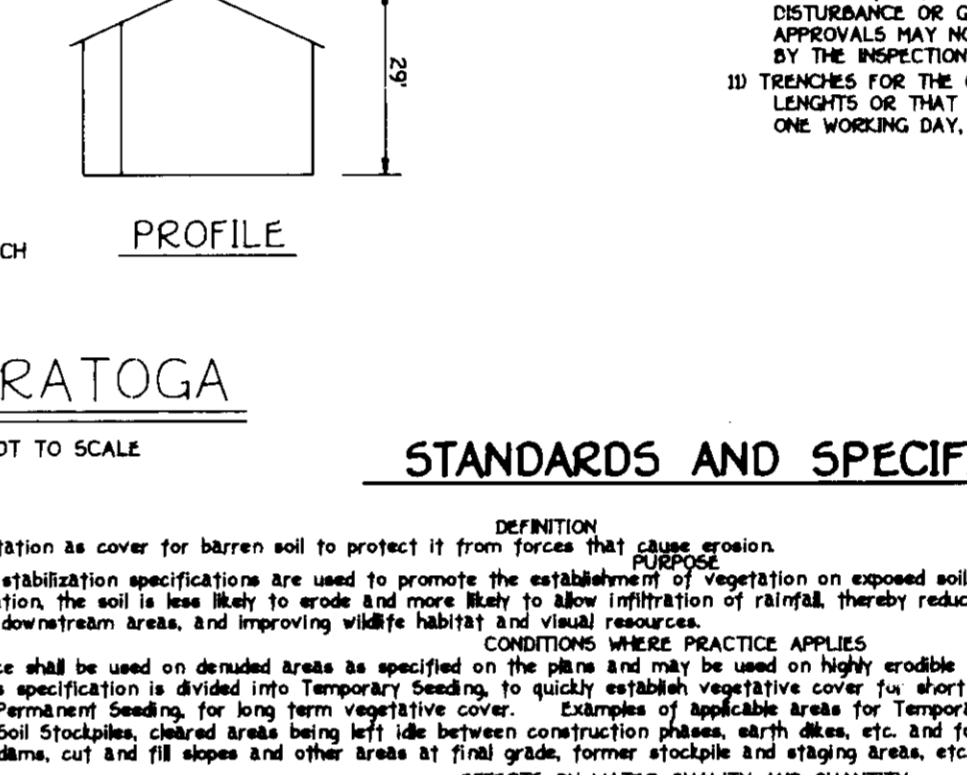 DISTURBANCE OR G
APPROVALS MAY NO
BY THE INSPECTION
11) TRENCHES FOR THE
LENGHTS OR THAT
ONE WORKING DAY,
29'
PROFILE
CH
RATOGA
OT TO SCALE
STANDARDS AND SPECIF
DEFINITION
tation as cover for barren soil to protect it from forces that cause erosion.
PURPOSE
stabilization specifications are used to promote the establishment of vegetation on exposed soil
tion, the soil is less likely to erode and more likely to allow infiltration of rainfall, thereby reduc
downstream areas, and improving wildlife habitat and visual resources.
CONDITIONS WHERE PRACTICE APPLIES
ce shall be used on denuded areas as specified on the plans and may be used on highly erodible
s specification is divided into Temporary Seeding, to quickly establish vegetative cover for short
Permanent Seeding, for long term vegetative cover. Examples of applicable areas for Tempora
Soil Stockpiles, cleared areas being left idle between construction phases, earth dikes, etc. and fo
dams, cut and fill slopes and other areas at final grade, former stockpile and staging areas, etc.